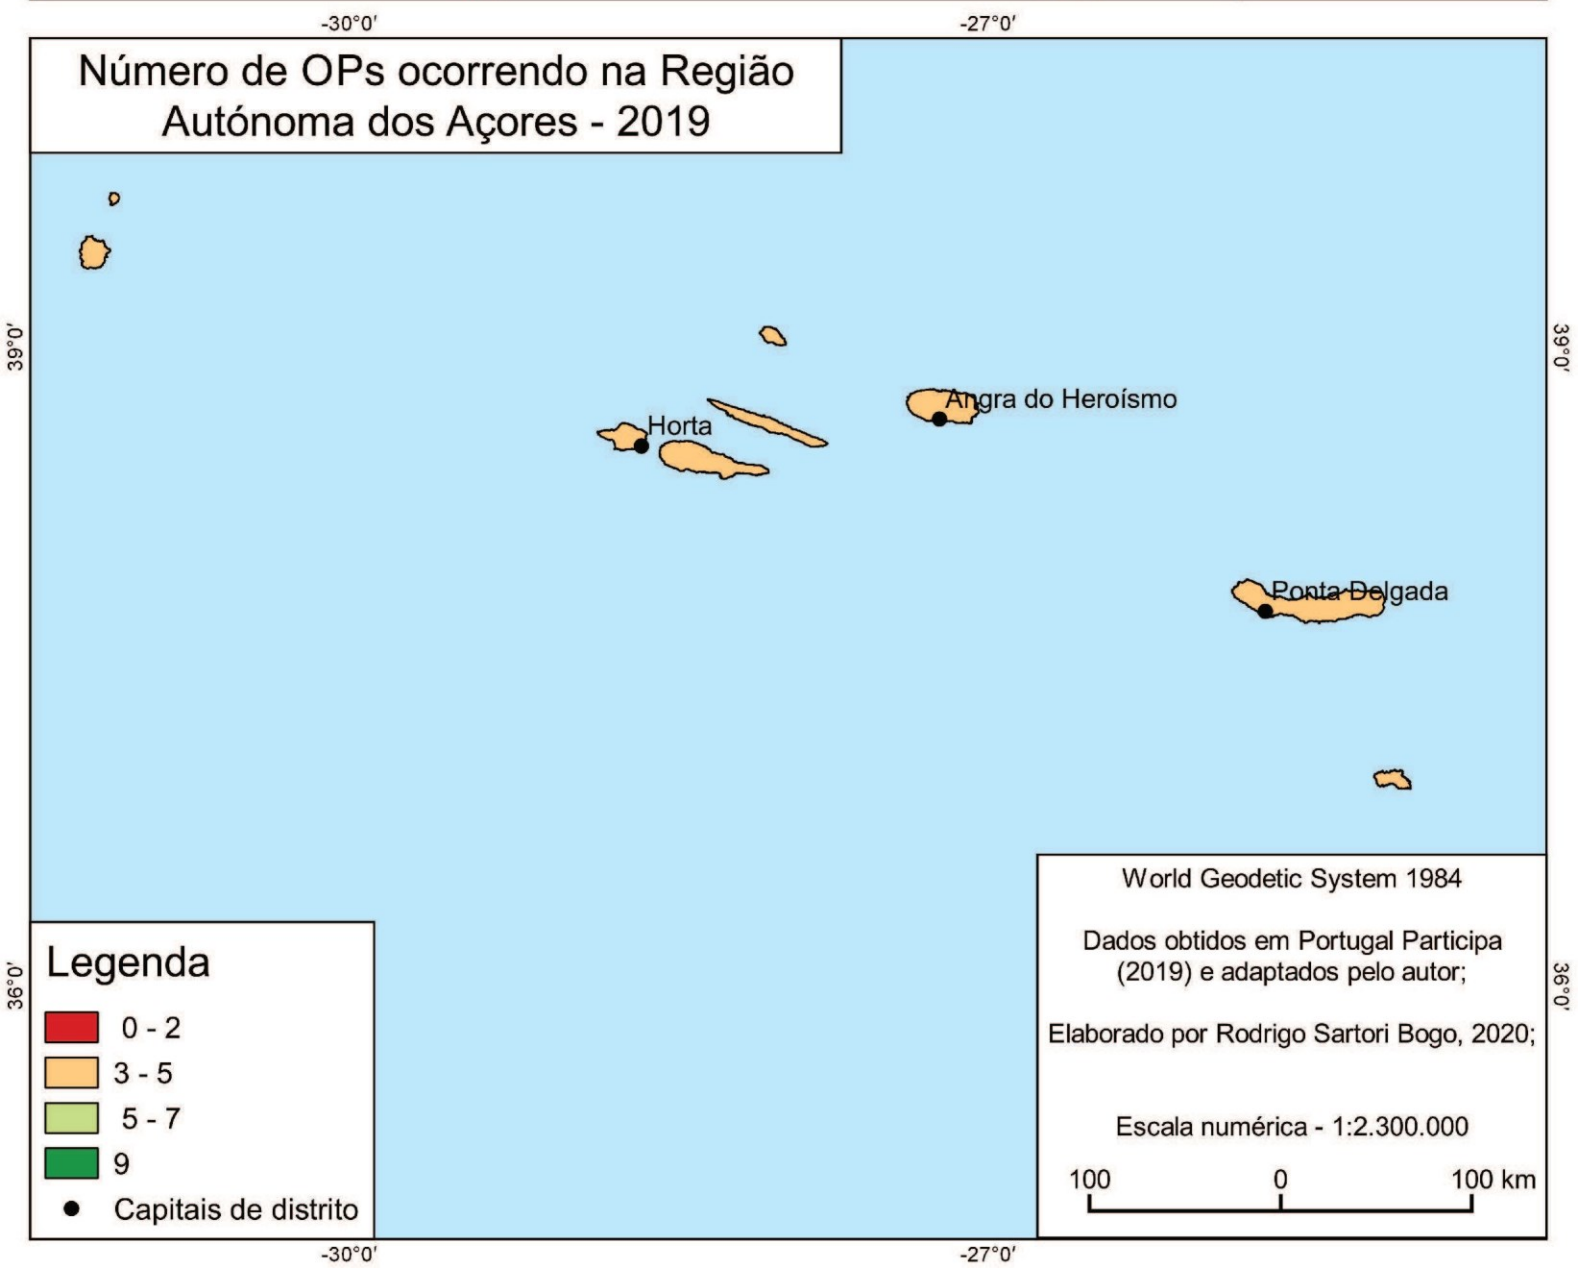 -30°0' -27°0'
Número de OPs ocorrendo na Região
Autónoma dos Açores - 2019
39°0' 39°0'
Angra do Heroísmo
Horta
Ponta Delgada
World Geodetic System 1984
Dados obtidos em Portugal Participa
(2019) e adaptados pelo autor;
Elaborado por Rodrigo Sartori Bogo, 2020;
Escala numérica - 1:2.300.000
100 0 100 km
36°0' 36°0'
Legenda
0 - 2
3 - 5
5 - 7
9
Capitais de distrito
-30°0' -27°0'